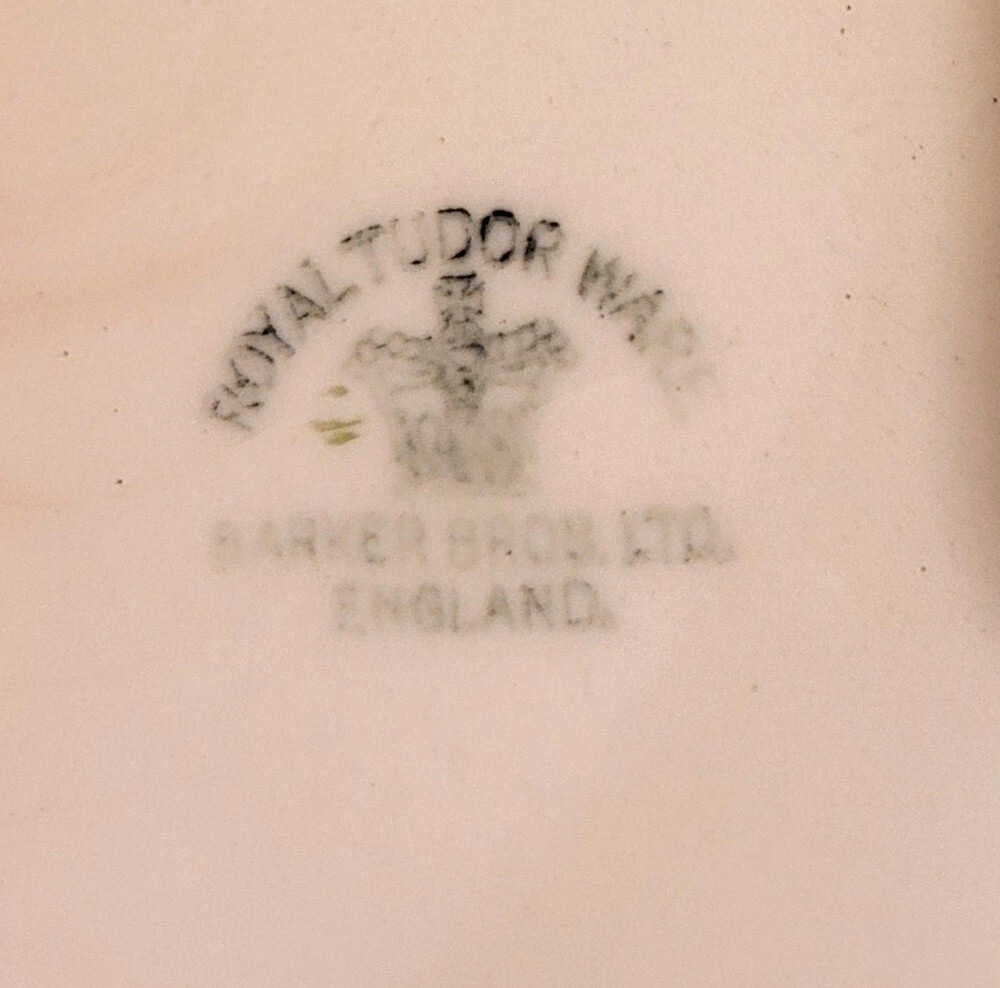 ROYAL TUDOR WARE
BARKER BROS. LTD.
ENGLAND.